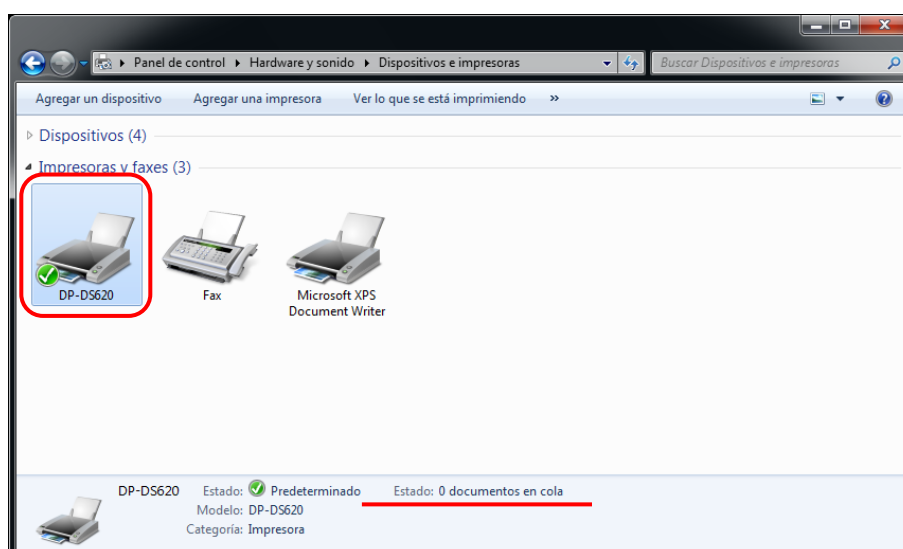 Panel de control ▸ Hardware y sonido ▸ Dispositivos e impresoras
Buscar Dispositivos e impresoras
Agregar un dispositivo Agregar una impresora Ver lo que se está imprimiendo »
Dispositivos (4)
Impresoras y faxes (3)
DP-DS620
Fax
Microsoft XPS
Document Writer
DP-DS620 Estado: Predeterminado Estado: 0 documentos en cola
Modelo: DP-DS620
Categoría: Impresora